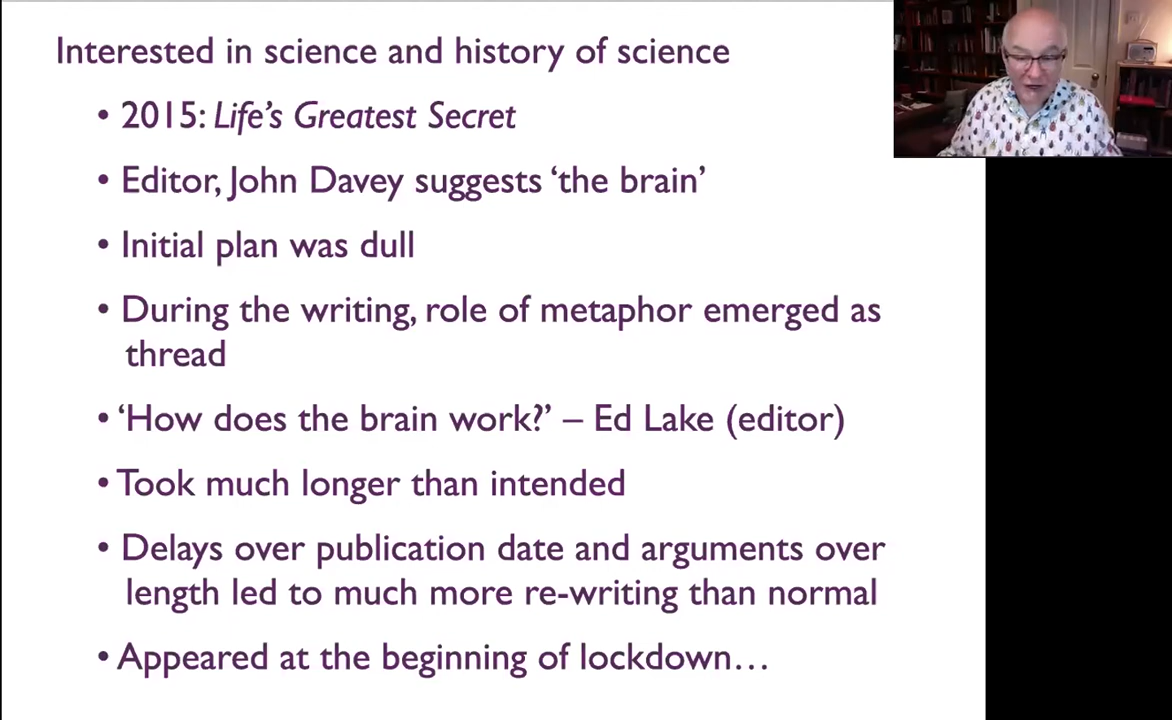 Interested in science and history of science
• 2015: Life's Greatest Secret
• Editor, John Davey suggests ‘the brain’
• Initial plan was dull
• During the writing, role of metaphor emerged as
thread
• ‘How does the brain work?’ – Ed Lake (editor)
• Took much longer than intended
• Delays over publication date and arguments over
length led to much more re-writing than normal
• Appeared at the beginning of lockdown…